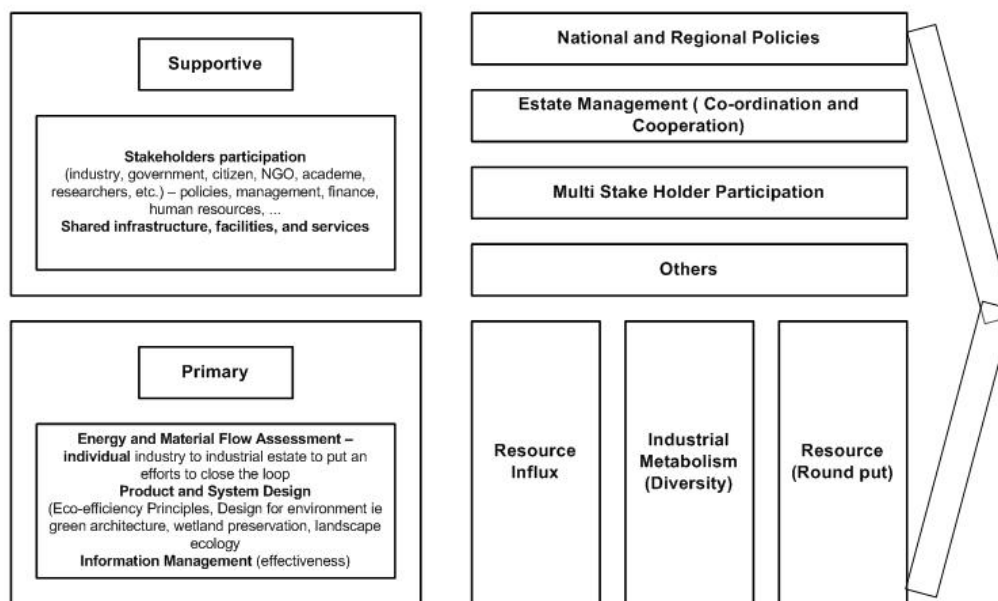 Supportive
Stakeholders participation
(industry, government, citizen, NGO, academe,
researchers, etc.) – policies, management, finance,
human resources, ...
Shared infrastructure, facilities, and services
National and Regional Policies
Estate Management ( Co-ordination and
Cooperation)
Multi Stake Holder Participation
Others
Primary
Energy and Material Flow Assessment –
individual industry to industrial estate to put an
efforts to close the loop
Product and System Design
(Eco-efficiency Principles, Design for environment ie
green architecture, wetland preservation, landscape
ecology
Information Management (effectiveness)
Resource
Influx
Industrial
Metabolism
(Diversity)
Resource
(Round put)